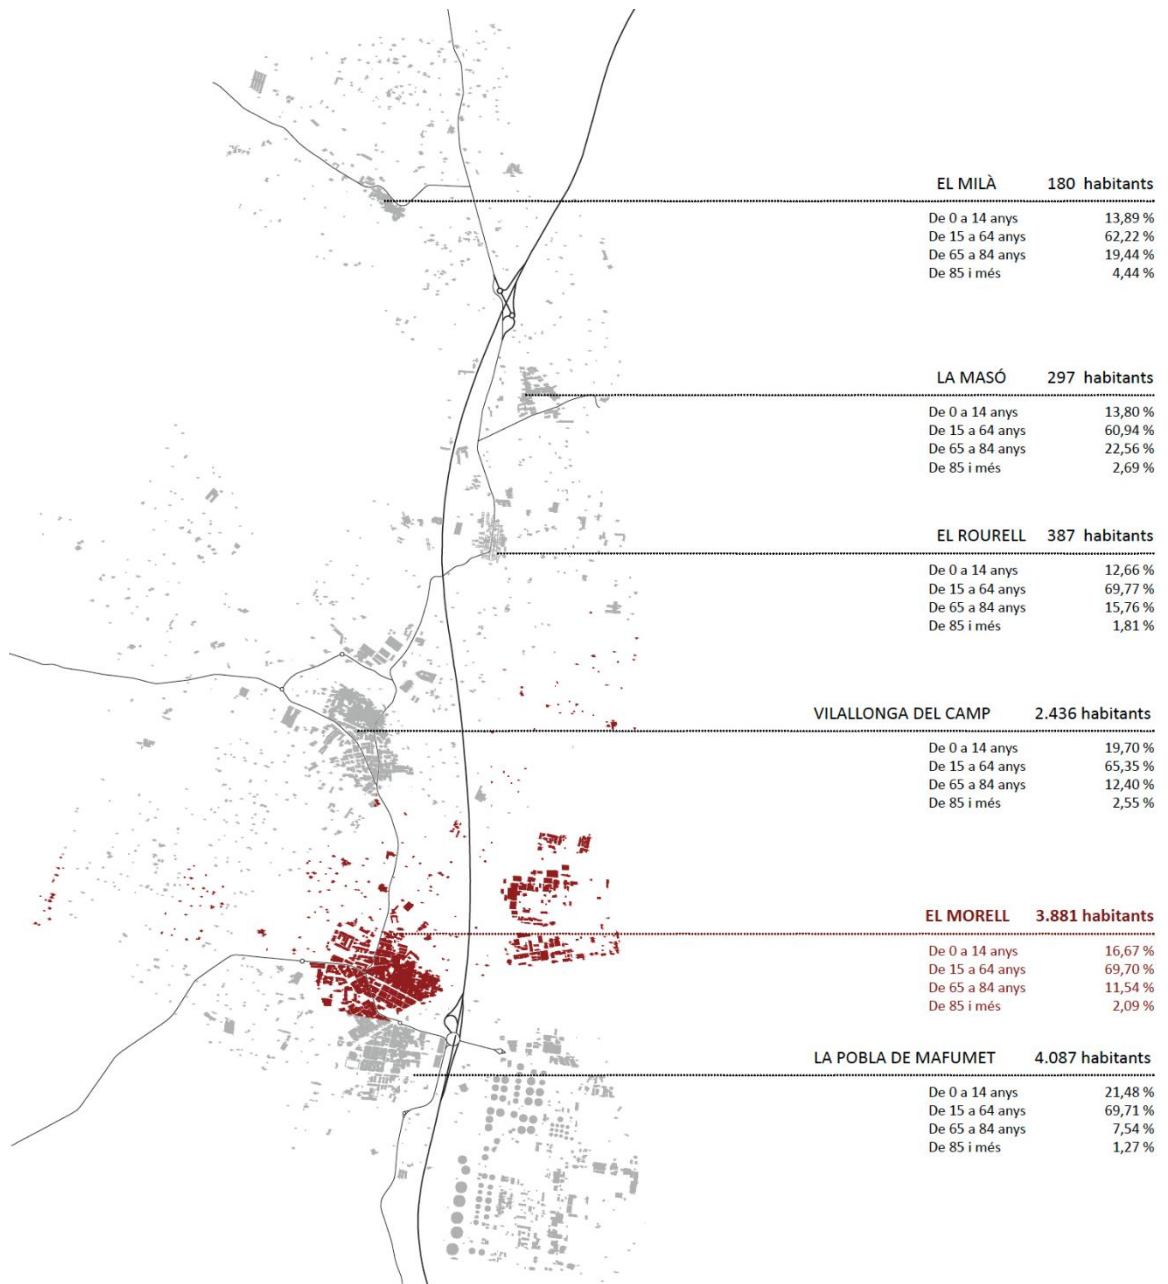 EL MILÀ 180 habitants
De 0 a 14 anys 13,89 %
De 15 a 64 anys 62,22 %
De 65 a 84 anys 19,44 %
De 85 i més 4,44 %
LA MASÓ 297 habitants
De 0 a 14 anys 13,80 %
De 15 a 64 anys 60,94 %
De 65 a 84 anys 22,56 %
De 85 i més 2,69 %
EL ROURELL 387 habitants
De 0 a 14 anys 12,66 %
De 15 a 64 anys 69,77 %
De 65 a 84 anys 15,76 %
De 85 i més 1,81 %
VILALLONGA DEL CAMP 2.436 habitants
De 0 a 14 anys 19,70 %
De 15 a 64 anys 65,35 %
De 65 a 84 anys 12,40 %
De 85 i més 2,55 %
EL MORELL 3.881 habitants
De 0 a 14 anys 16,67 %
De 15 a 64 anys 69,70 %
De 65 a 84 anys 11,54 %
De 85 i més 2,09 %
LA POBLA DE MAFUMET 4.087 habitants
De 0 a 14 anys 21,48 %
De 15 a 64 anys 69,71 %
De 65 a 84 anys 7,54 %
De 85 i més 1,27 %